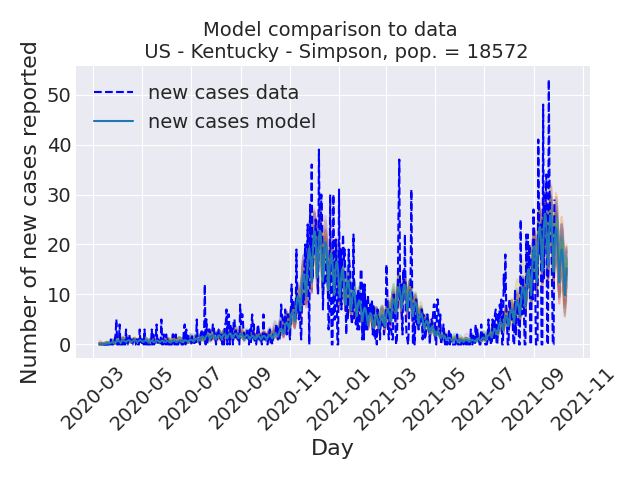 Model comparison to data
US - Kentucky - Simpson, pop. = 18572
Number of new cases reported
50
40
30
20
10
0
new cases data
new cases model
2020-03
2020-05
2020-07
2020-09
2020-11
2021-01
2021-03
2021-05
2021-07
2021-09
2021-11
Day